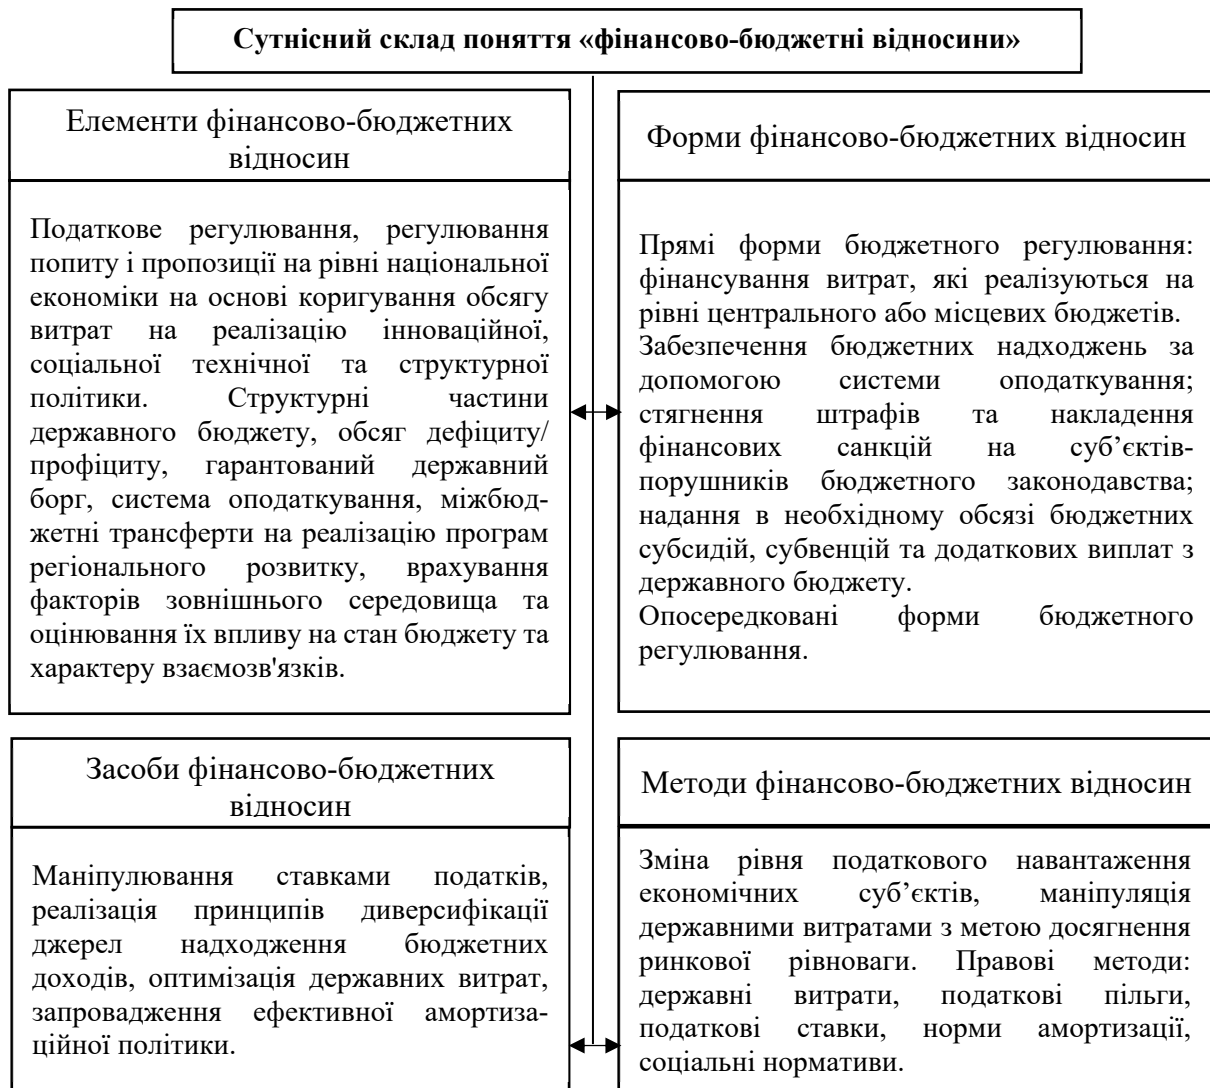 Сутнісний склад поняття «фінансово-бюджетні відносини»
Елементи фінансово-бюджетних
відносин
Податкове регулювання, регулювання
попиту і пропозиції на рівні національної
економіки на основі коригування обсягу
витрат на реалізацію інноваційної,
соціальної технічної та структурної
політики. Структурні частини
державного бюджету, обсяг дефіциту/
профіциту, гарантований державний
борг, система оподаткування, міжбюд-
жетні трансферти на реалізацію програм
регіонального розвитку, врахування
факторів зовнішнього середовища та
оцінювання їх впливу на стан бюджету та
характеру взаємозв'язків.
Форми фінансово-бюджетних відносин
Прямі форми бюджетного регулювання:
фінансування витрат, які реалізуються на
рівні центрального або місцевих бюджетів.
Забезпечення бюджетних надходжень за
допомогою системи оподаткування;
стягнення штрафів та накладення
фінансових санкцій на суб’єктів-
порушників бюджетного законодавства;
надання в необхідному обсязі бюджетних
субсидій, субвенцій та додаткових виплат з
державного бюджету.
Опосередковані форми бюджетного
регулювання.
Засоби фінансово-бюджетних
відносин
Маніпулювання ставками податків,
реалізація принципів диверсифікації
джерел надходження бюджетних
доходів, оптимізація державних витрат,
запровадження ефективної амортиза-
ційної політики.
Методи фінансово-бюджетних відносин
Зміна рівня податкового навантаження
економічних суб’єктів, маніпуляція
державними витратами з метою досягнення
ринкової рівноваги. Правові методи:
державні витрати, податкові пільги,
податкові ставки, норми амортизації,
соціальні нормативи.